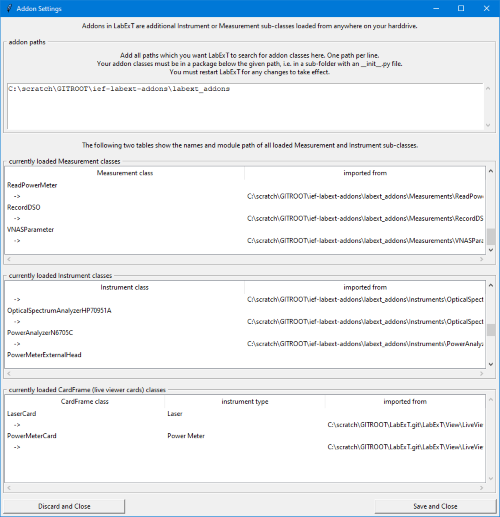 Addon Settings
Addons in LabExT are additional Instrument or Measurement sub-classes loaded from anywhere on your harddrive.
addon paths
Add all paths which you want LabExT to search for addon classes here. One path per line.
Your addon classes must be in a package below the given path, i.e. in a sub-folder with an __init__.py file.
You must restart LabExT for any changes to take effect.
C:\scratch\GITROOT\ief-labext-addons\labext_addons
The following two tables show the names and module path of all loaded Measurement and Instrument sub-classes.
currently loaded Measurement classes
Measurement class imported from
ReadPowerMeter
-> C:\scratch\GITROOT\ief-labext-addons\labext_addons\Measurements\ReadPow
RecordDSO
-> C:\scratch\GITROOT\ief-labext-addons\labext_addons\Measurements\RecordDS
VNASParameter
-> C:\scratch\GITROOT\ief-labext-addons\labext_addons\Measurements\VNASPara
currently loaded Instrument classes
Instrument class imported from
-> C:\scratch\GITROOT\ief-labext-addons\labext_addons\Instruments\OpticalSpect
OpticalSpectrumAnalyzerHP70951A
-> C:\scratch\GITROOT\ief-labext-addons\labext_addons\Instruments\OpticalSpect
PowerAnalyzerN6705C
-> C:\scratch\GITROOT\ief-labext-addons\labext_addons\Instruments\PowerAnalyz
PowerMeterExternalHead
currently loaded CardFrame (live viewer cards) classes
CardFrame class instrument type imported from
LaserCard Laser
-> C:\scratch\GITROOT\LabExT.git\LabExT\View\LiveVie
PowerMeterCard Power Meter
-> C:\scratch\GITROOT\LabExT.git\LabExT\View\LiveVie
Discard and Close Save and Close